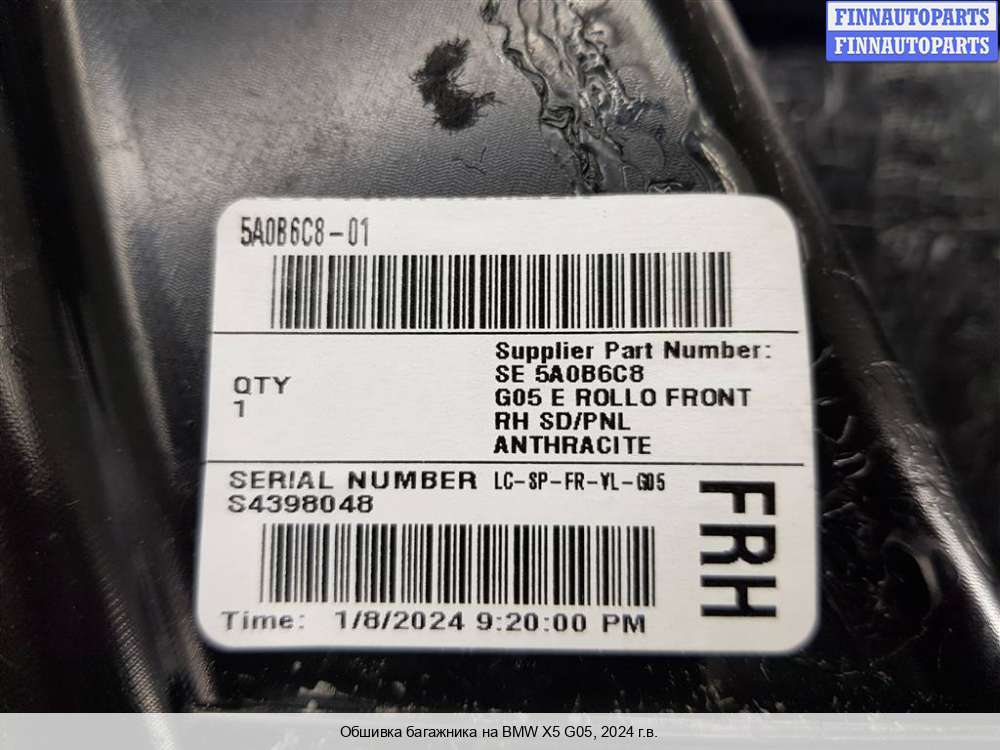 FINNAUTOPARTS
FINNAUTOPARTS
5A0B6C8-01
Supplier Part Number:
SE 5A0B6C8
G05 E ROLLO FRONT
RH SD/PNL
ANTHRACITE
QTY
1
SERIAL NUMBER LC-SP-FR-YL-G05
S4398048
FRH
Time: 1/8/2024 9:20:00 PM
Обшивка багажника на BMW X5 G05, 2024 г.в.